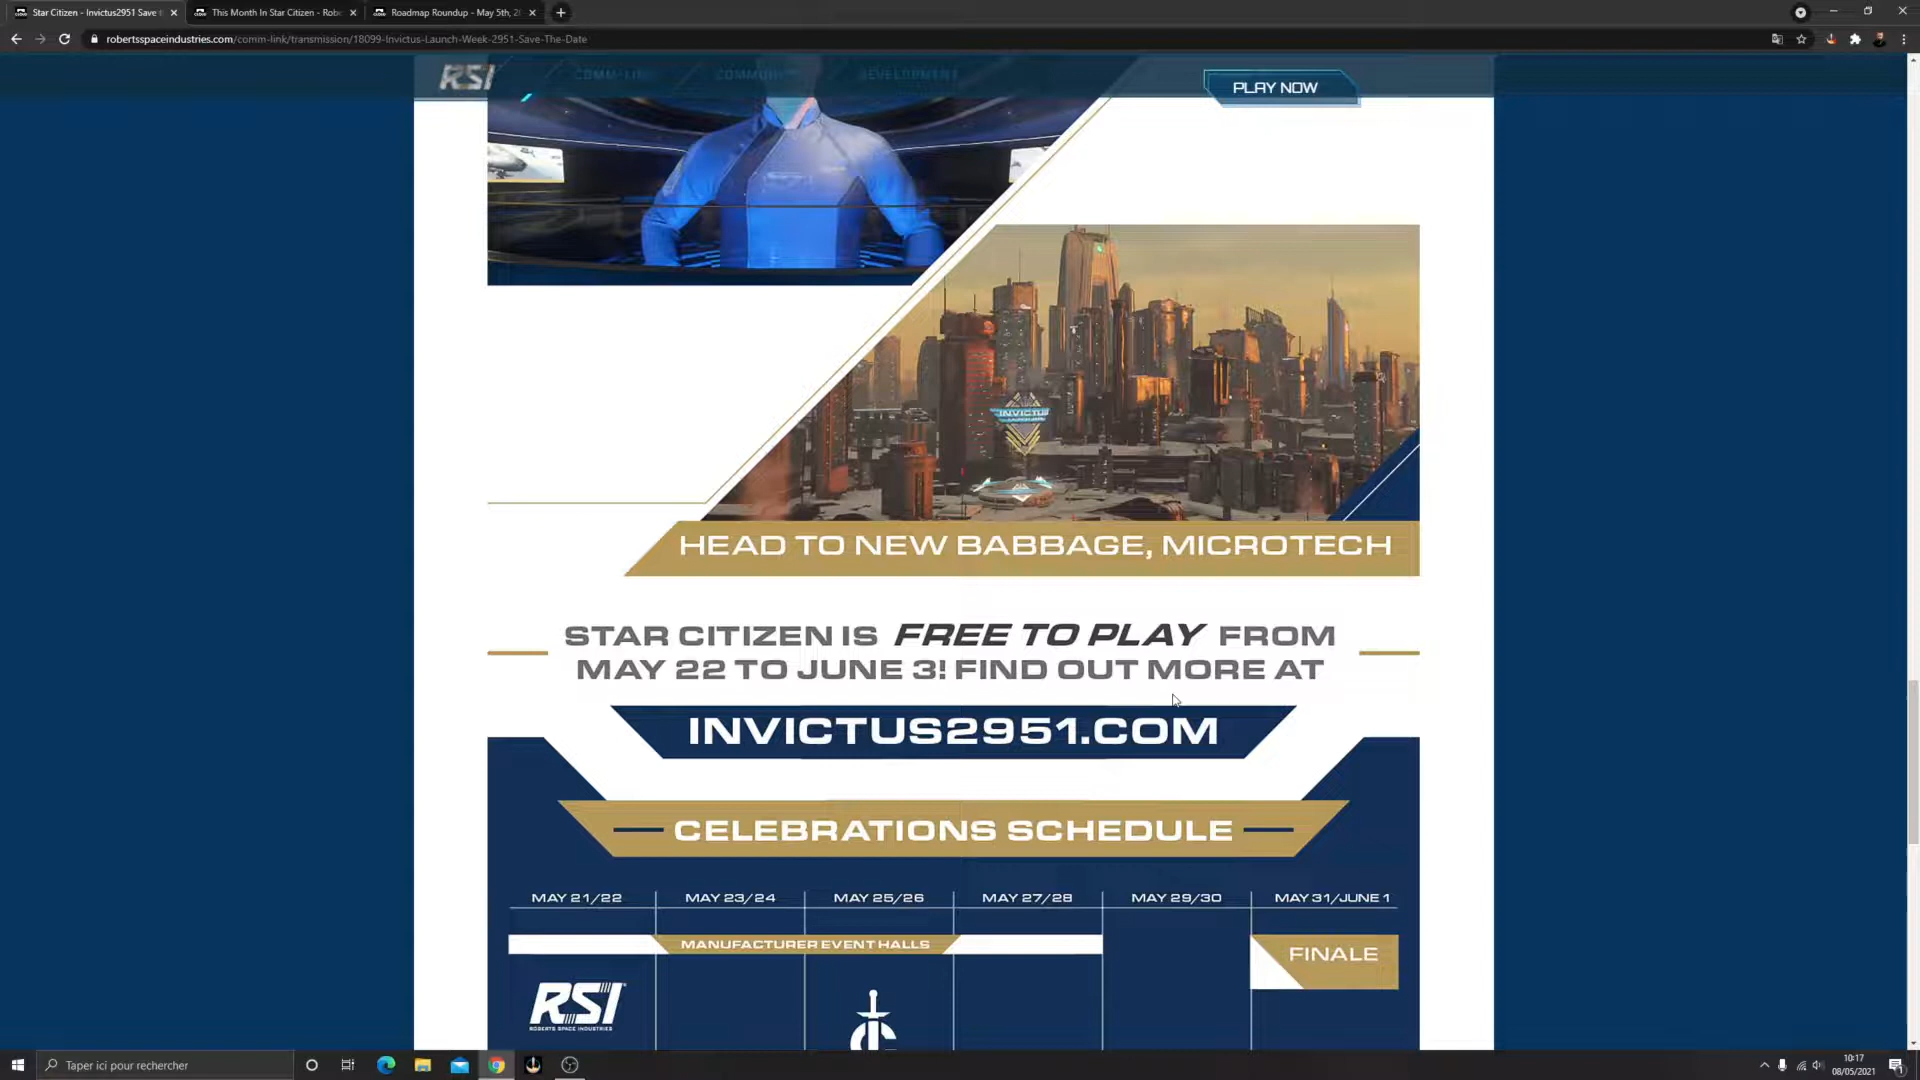 Star Citizen - Invictus2951 Save
This Month In Star Citizen - Rob
Roadmap Roundup - May 5th, 2
robertsspaceindustries.com/comm-link/transmission/18099-Invictus-Launch-Week-2951-Save-The-Date
RSI
DEVELOPMENT
PLAY NOW
INVICTUS
HEAD TO NEW BABBAGE, MICROTECH
STAR CITIZEN IS FREE TO PLAY FROM
MAY 22 TO JUNE 3! FIND OUT MORE AT
INVICTUS2951.COM
CELEBRATIONS SCHEDULE
MAY 21/22 MAY 23/24 MAY 25/26 MAY 27/28 MAY 29/30 MAY 31/JUNE 1
MANUFACTURER EVENT HALLS
FINALE
RSI
ROBERTS SPACE INDUSTRIES
Taper ici pour rechercher
10:17
08/05/2021